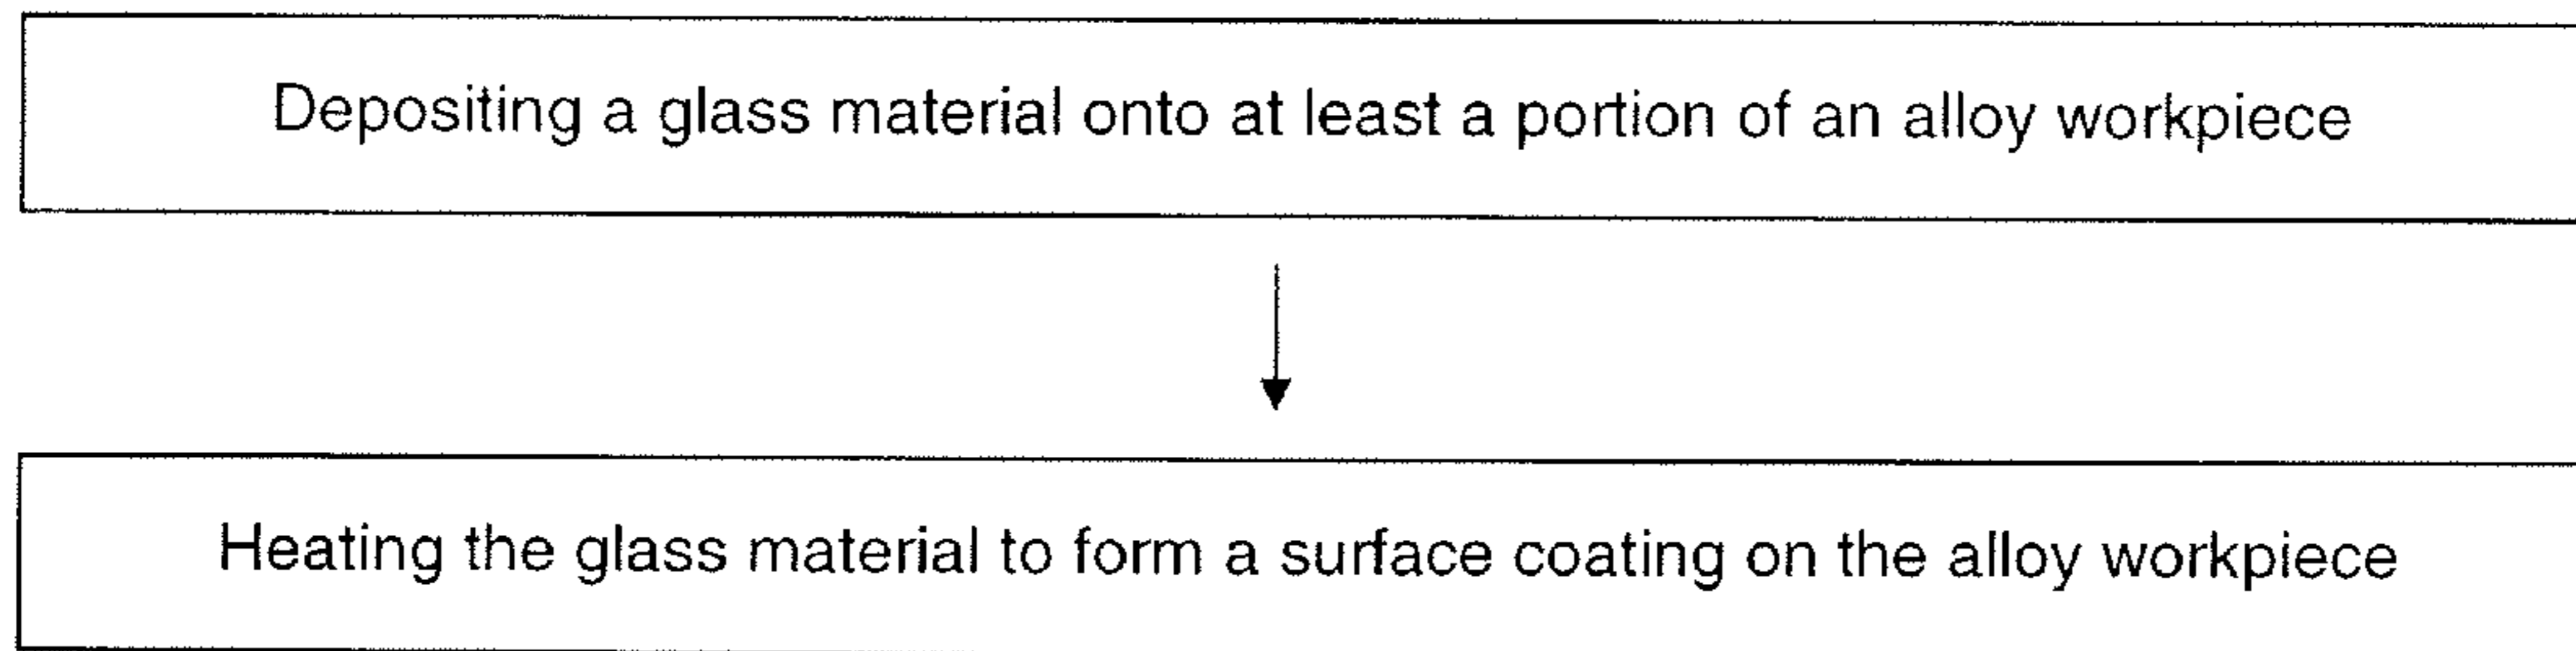 Depositing a glass material onto at least a portion of an alloy workpiece
Heating the glass material to form a surface coating on the alloy workpiece